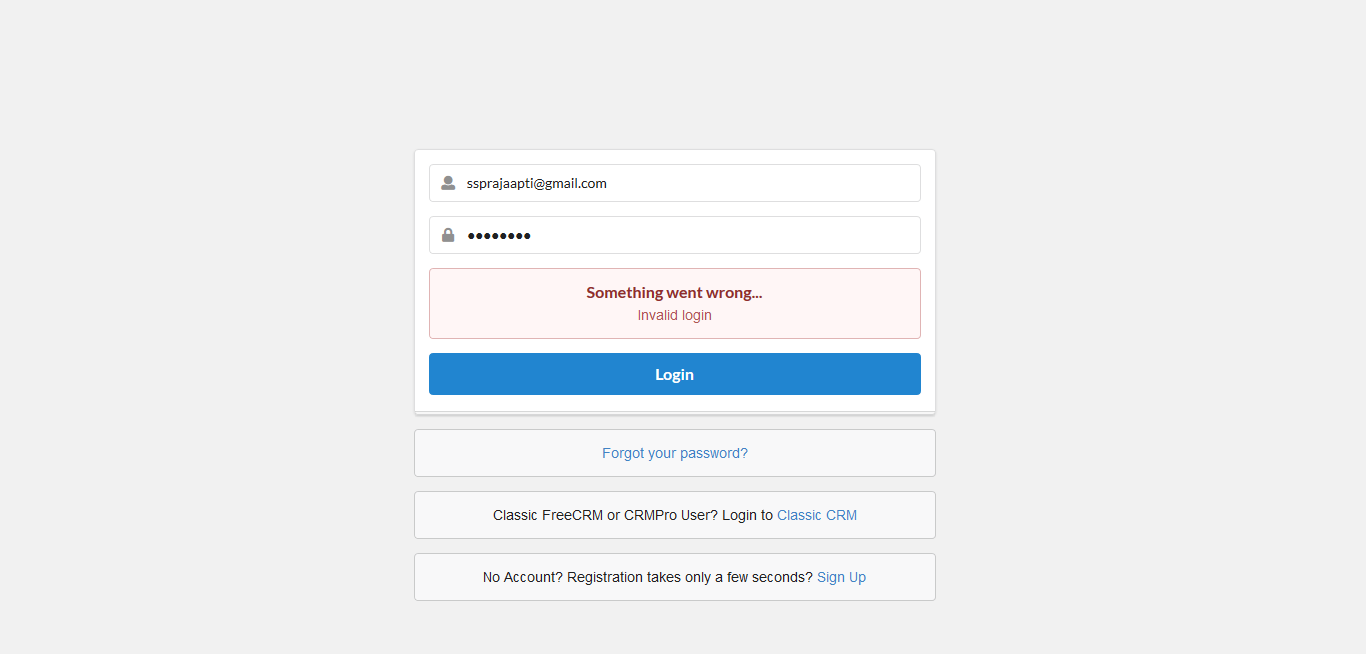 ssprajaapti@gmail.com
••••••••
Something went wrong...
Invalid login
Login
Forgot your password?
Classic FreeCRM or CRMPro User? Login to Classic CRM
No Account? Registration takes only a few seconds? Sign Up